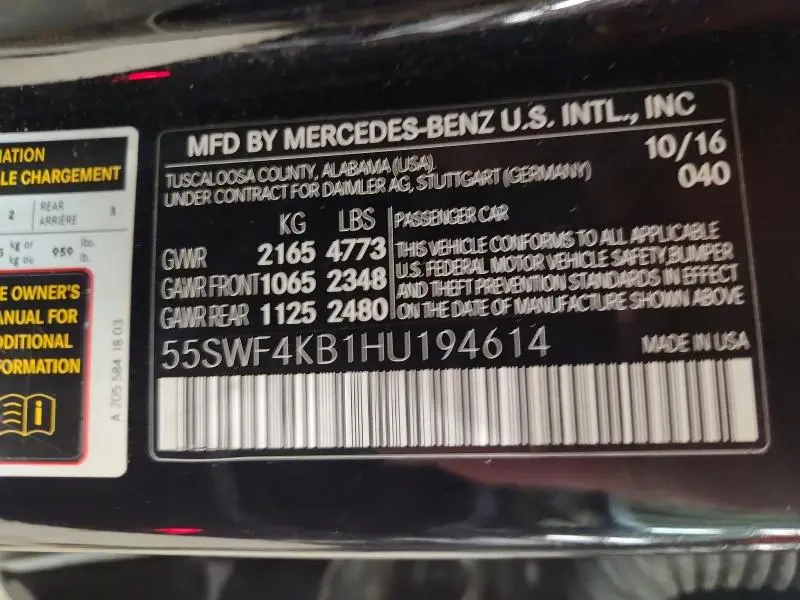 MFD BY MERCEDES-BENZ U.S. INTL., INC
TUSCALOOSA COUNTY, ALABAMA (USA)
UNDER CONTRACT FOR DAIMLER AG, STUTTGART (GERMANY)
10/16
040
KG LBS
GVWR 2165 4773
GAWR FRONT 1065 2348
GAWR REAR 1125 2480
PASSENGER CAR
THIS VEHICLE CONFORMS TO ALL APPLICABLE
U.S. FEDERAL MOTOR VEHICLE SAFETY, BUMPER
AND THEFT PREVENTION STANDARDS IN EFFECT
ON THE DATE OF MANUFACTURE SHOWN ABOVE
55SWF4KB1HU194614
MADE IN USA
MATION
LE CHARGEMENT
2 REAR
ARRIÈRE 3
5 kg or 959 lbs.
kg ou lb.
E OWNER'S
ANUAL FOR
DDITIONAL
FORMATION
A 205 584 18 03